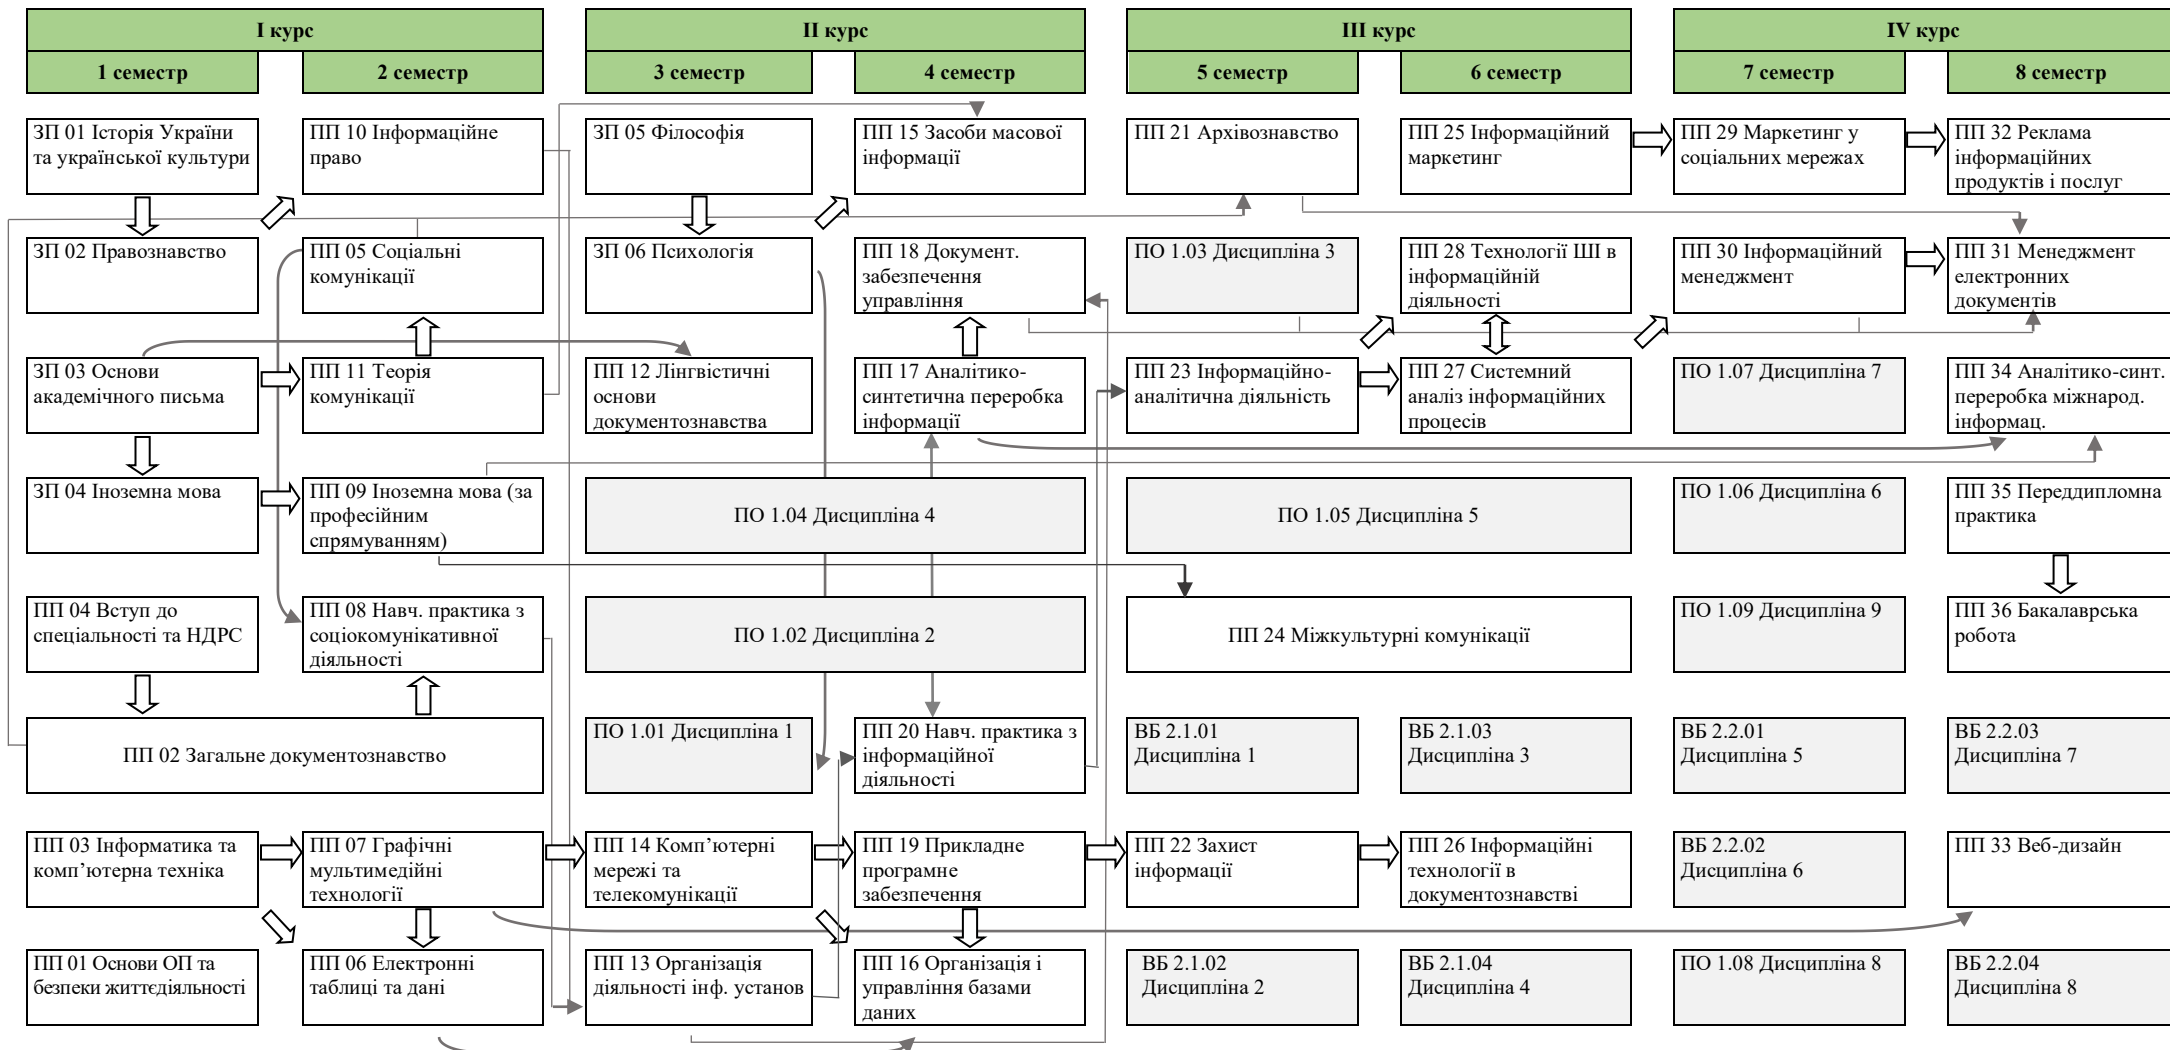 I курс
II курс
III курс
IV курс
1 семестр
2 семестр
3 семестр
4 семестр
5 семестр
6 семестр
7 семестр
8 семестр
ЗП 01 Історія України
та української культури
ПП 10 Інформаційне
право
ЗП 05 Філософія
ПП 15 Засоби масової
інформації
ПП 21 Архівознавство
ПП 25 Інформаційний
маркетинг
ПП 29 Маркетинг у
соціальних мережах
ПП 32 Реклама
інформаційних
продуктів і послуг
ЗП 02 Правознавство
ПП 05 Соціальні
комунікації
ЗП 06 Психологія
ПП 18 Документ.
забезпечення
управління
ПО 1.03 Дисципліна 3
ПП 28 Технології ШІ в
інформаційній
діяльності
ПП 30 Інформаційний
менеджмент
ПП 31 Менеджмент
електронних
документів
ЗП 03 Основи
академічного письма
ПП 11 Теорія
комунікації
ПП 12 Лінгвістичні
основи
документознавства
ПП 17 Аналітико-
синтетична переробка
інформації
ПП 23 Інформаційно-
аналітична діяльність
ПП 27 Системний
аналіз інформаційних
процесів
ПО 1.07 Дисципліна 7
ПП 34 Аналітико-синт.
переробка міжнарод.
інформац.
ЗП 04 Іноземна мова
ПП 09 Іноземна мова (за
професійним
спрямуванням)
ПО 1.04 Дисципліна 4
ПО 1.05 Дисципліна 5
ПО 1.06 Дисципліна 6
ПП 35 Переддипломна
практика
ПП 04 Вступ до
спеціальності та НДРС
ПП 08 Навч. практика з
соціокомунікативної
діяльності
ПО 1.02 Дисципліна 2
ПП 24 Міжкультурні комунікації
ПО 1.09 Дисципліна 9
ПП 36 Бакалаврська
робота
ПП 02 Загальне документознавство
ПО 1.01 Дисципліна 1
ПП 20 Навч. практика з
інформаційної
діяльності
ВБ 2.1.01
Дисципліна 1
ВБ 2.1.03
Дисципліна 3
ВБ 2.2.01
Дисципліна 5
ВБ 2.2.03
Дисципліна 7
ПП 03 Інформатика та
комп’ютерна техніка
ПП 07 Графічні
мультимедійні
технології
ПП 14 Комп’ютерні
мережі та
телекомунікації
ПП 19 Прикладне
програмне
забезпечення
ПП 22 Захист
інформації
ПП 26 Інформаційні
технології в
документознавстві
ВБ 2.2.02
Дисципліна 6
ПП 33 Веб-дизайн
ПП 01 Основи ОП та
безпеки життєдіяльності
ПП 06 Електронні
таблиці та дані
ПП 13 Організація
діяльності інф. установ
ПП 16 Організація і
управління базами
даних
ВБ 2.1.02
Дисципліна 2
ВБ 2.1.04
Дисципліна 4
ПО 1.08 Дисципліна 8
ВБ 2.2.04
Дисципліна 8